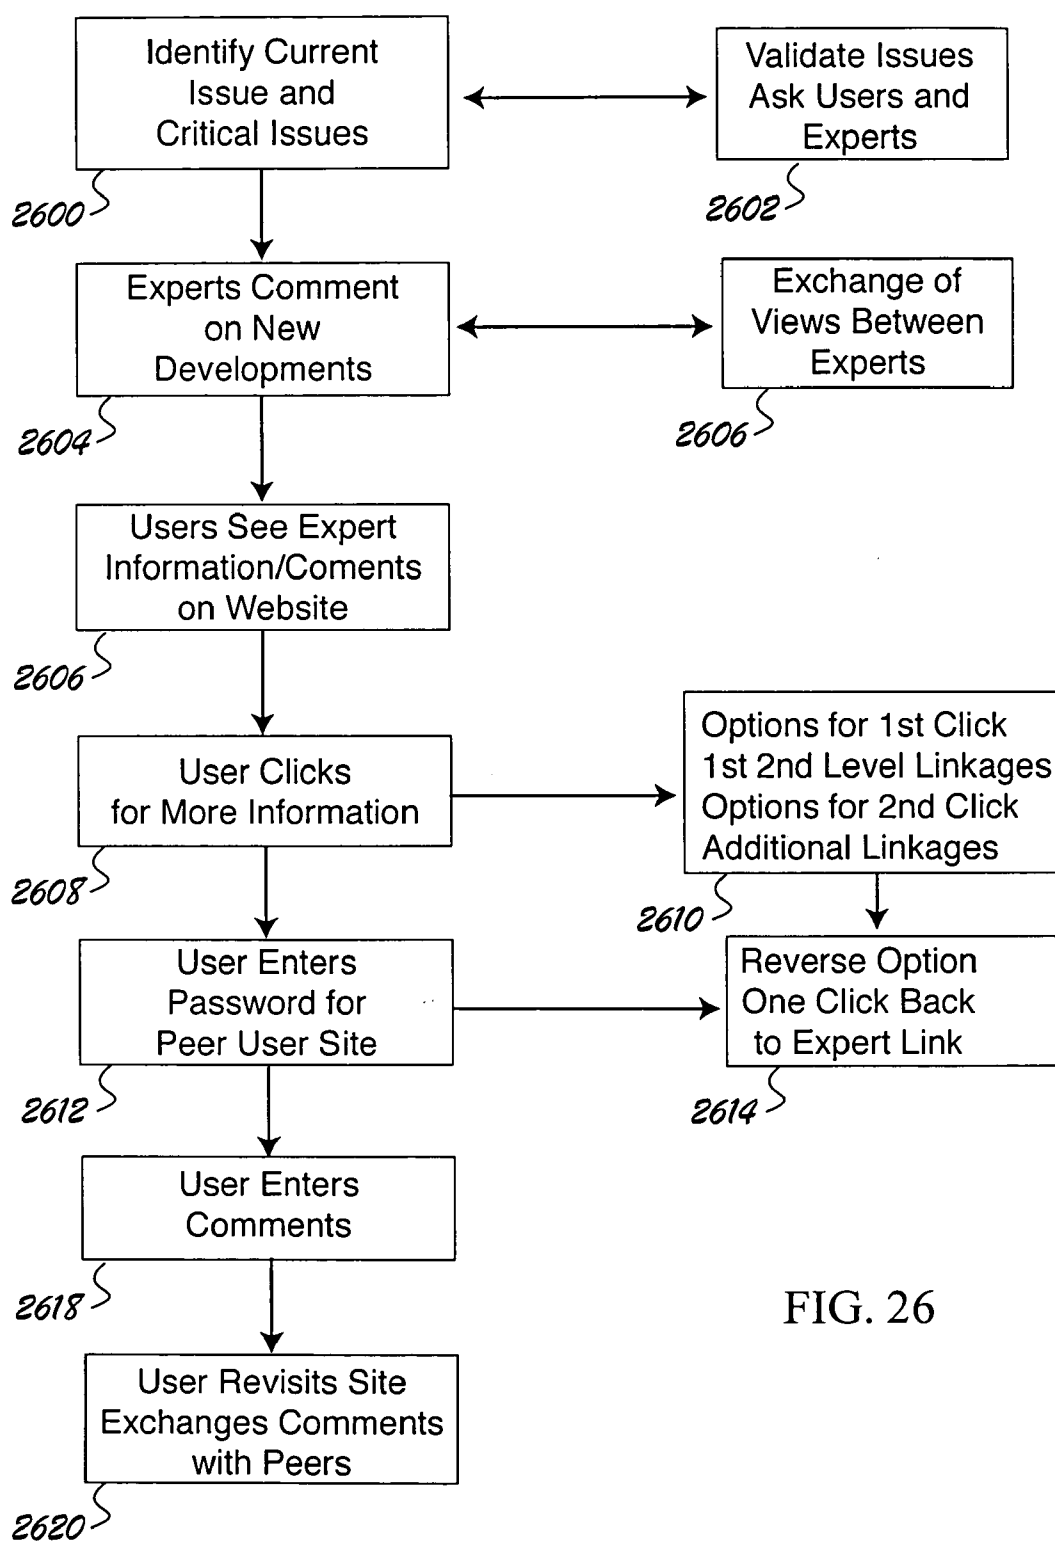 Identify Current
Issue and
Critical Issues
2600
Validate Issues
Ask Users and
Experts
2602
Experts Comment
on New
Developments
2604
Exchange of
Views Between
Experts
2606
Users See Expert
Information/Coments
on Website
2606
User Clicks
for More Information
2608
Options for 1st Click
1st 2nd Level Linkages
Options for 2nd Click
Additional Linkages
2610
User Enters
Password for
Peer User Site
2612
Reverse Option
One Click Back
to Expert Link
2614
User Enters
Comments
2618
FIG. 26
User Revisits Site
Exchanges Comments
with Peers
2620